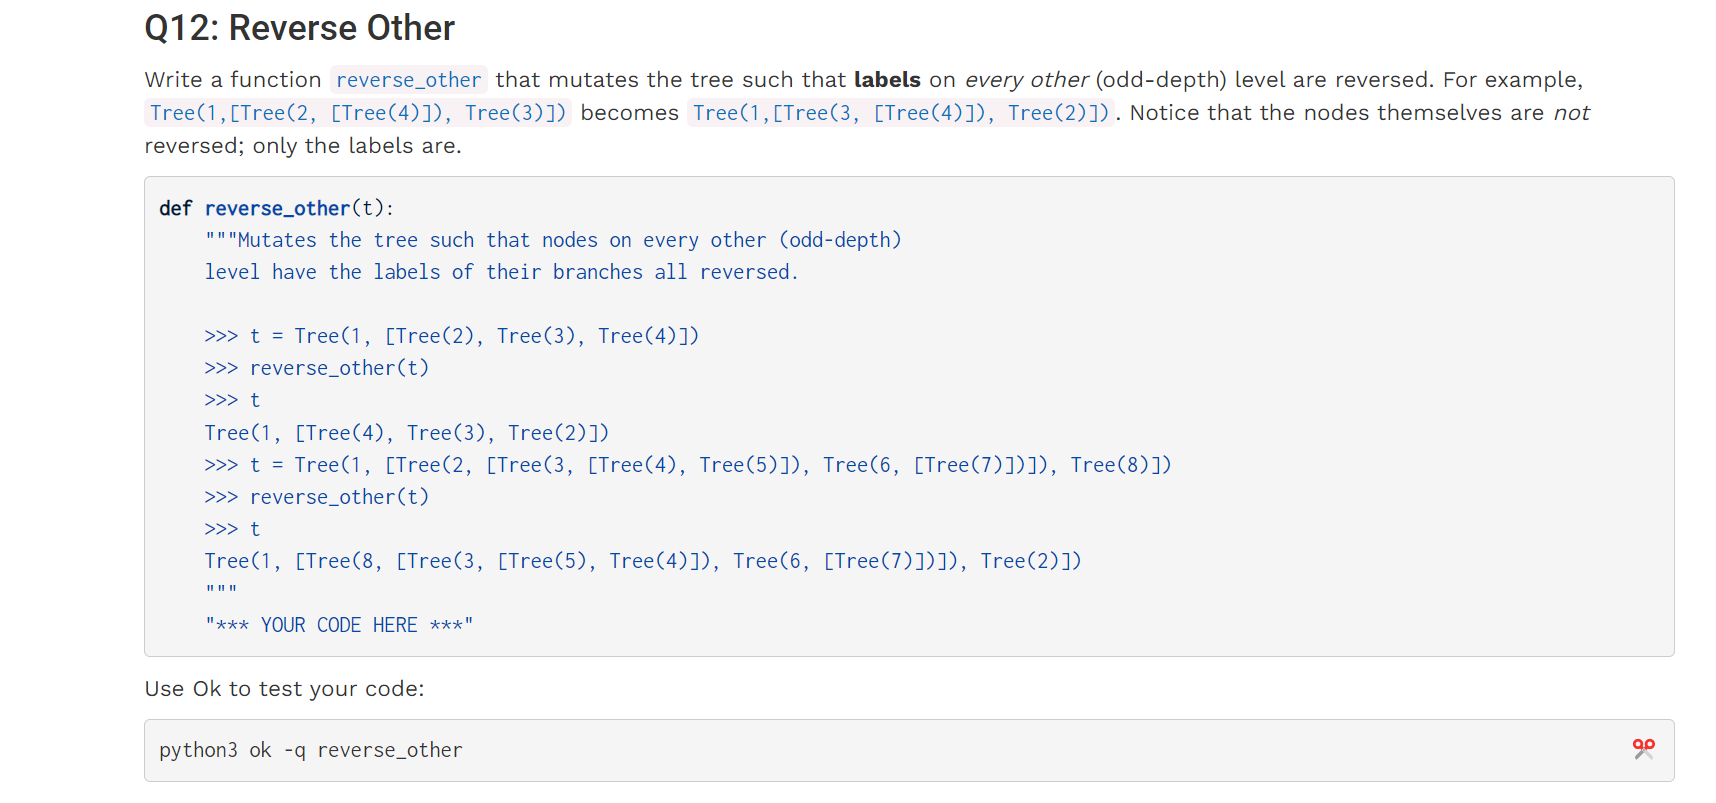 Q12: Reverse Other
Write a function reverse_other that mutates the tree such that labels on every other (odd-depth) level are reversed. For example,
Tree(1,[Tree(2, [Tree(4)]), Tree(3)]) becomes Tree(1,[Tree(3, [Tree(4)]), Tree(2)]). Notice that the nodes themselves are not
reversed; only the labels are.
def reverse_other(t):
    """Mutates the tree such that nodes on every other (odd-depth)
    level have the labels of their branches all reversed.
    >>> t = Tree(1, [Tree(2), Tree(3), Tree(4)])
    >>> reverse_other(t)
    >>> t
    Tree(1, [Tree(4), Tree(3), Tree(2)])
    >>> t = Tree(1, [Tree(2, [Tree(3, [Tree(4), Tree(5)]), Tree(6, [Tree(7)])]), Tree(8)])
    >>> reverse_other(t)
    >>> t
    Tree(1, [Tree(8, [Tree(3, [Tree(5), Tree(4)]), Tree(6, [Tree(7)])]), Tree(2)])
    """
    "*** YOUR CODE HERE ***"
Use Ok to test your code:
python3 ok -q reverse_other